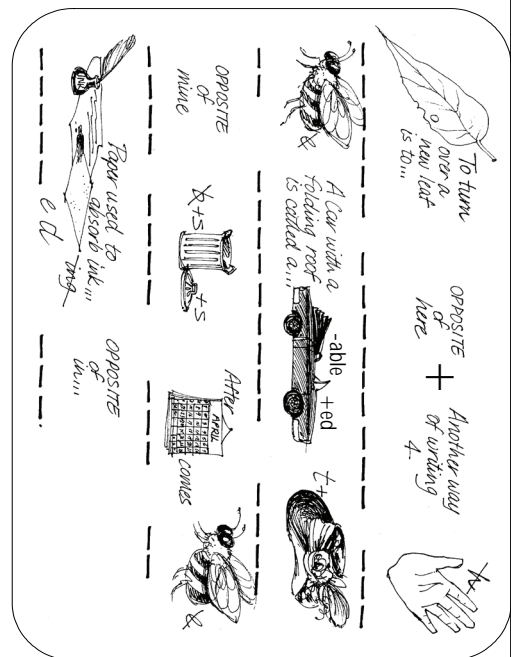 To turn
over a
new leaf
is to...
OPPOSITE
of
here
+
Another way
of writing
4
h
A Car with a
folding roof
is called a...
-able +ed
t+
OPPOSITE
of
mine
b+s
+s
After
APRIL
comes
INK
Paper used to
absorb ink...
ing
ed
OPPOSITE
of
in...